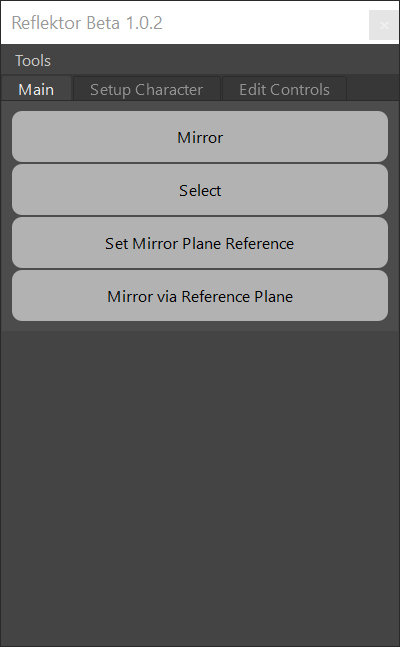 Reflektor Beta 1.0.2
Tools
Main Setup Character Edit Controls
Mirror
Select
Set Mirror Plane Reference
Mirror via Reference Plane